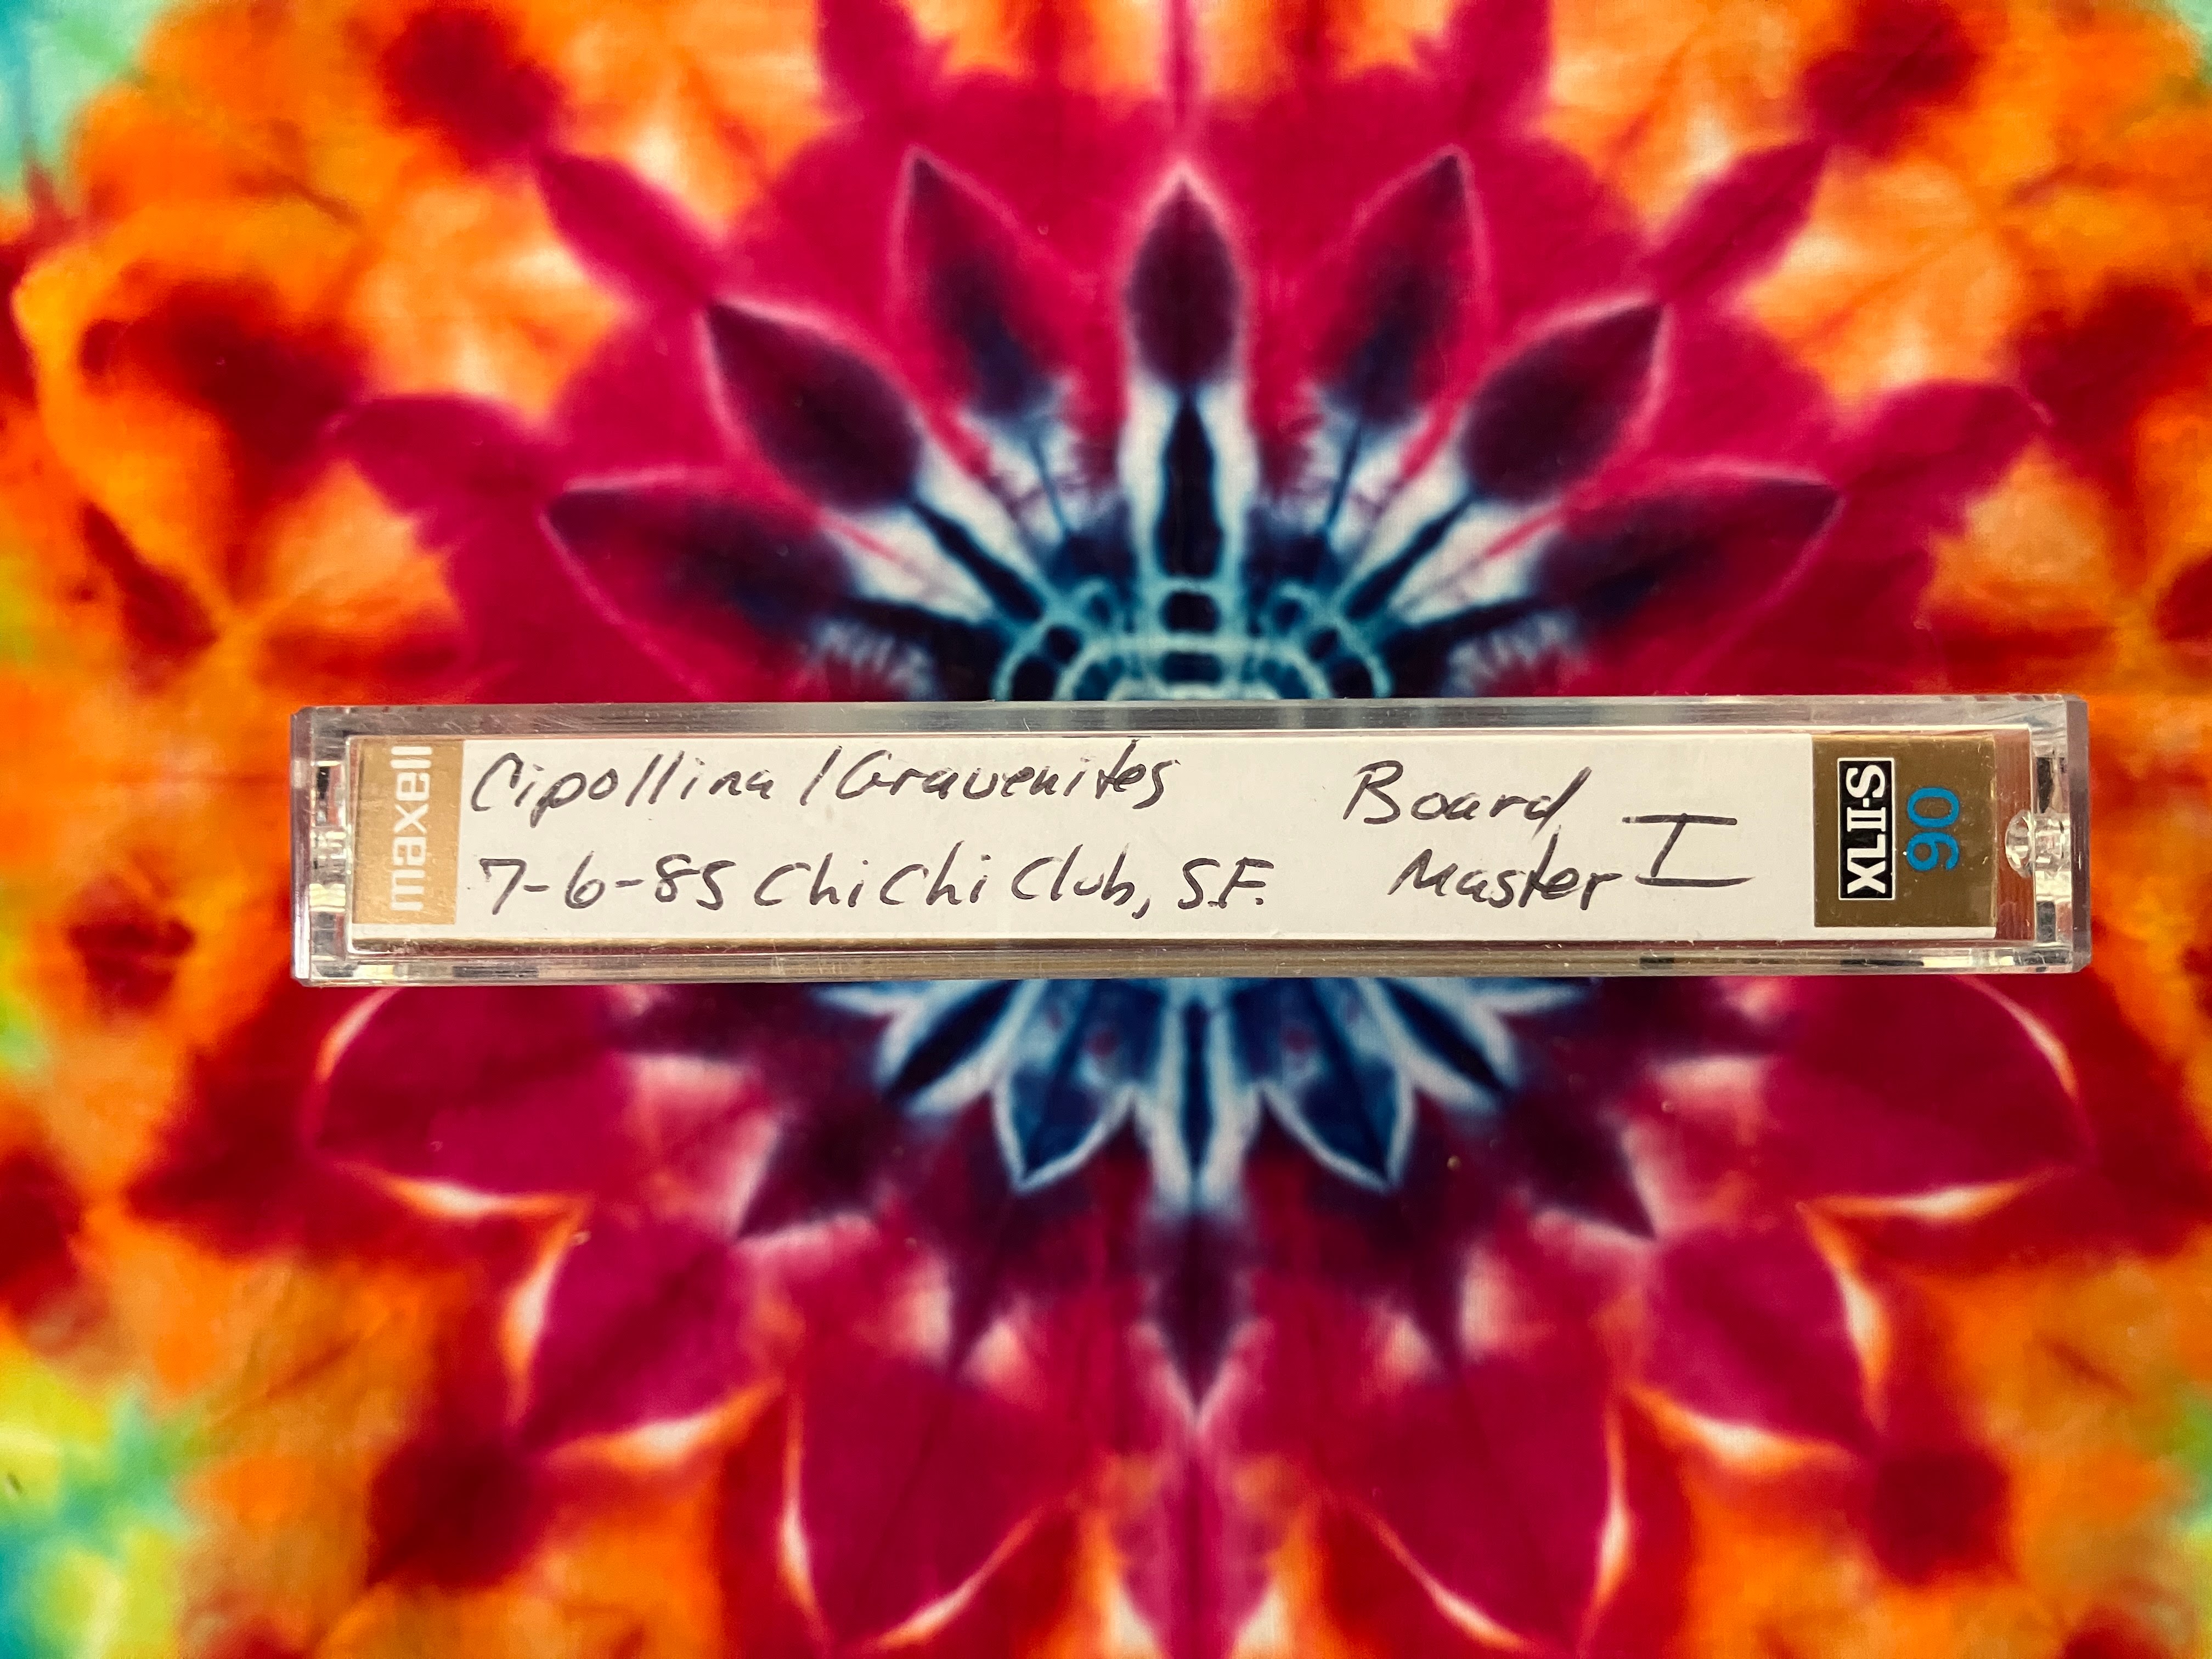 maxell
Cipollina / Gravenites
7-6-85 Chi Chi Club, S.F.
Board
Master I
XLII-S
90